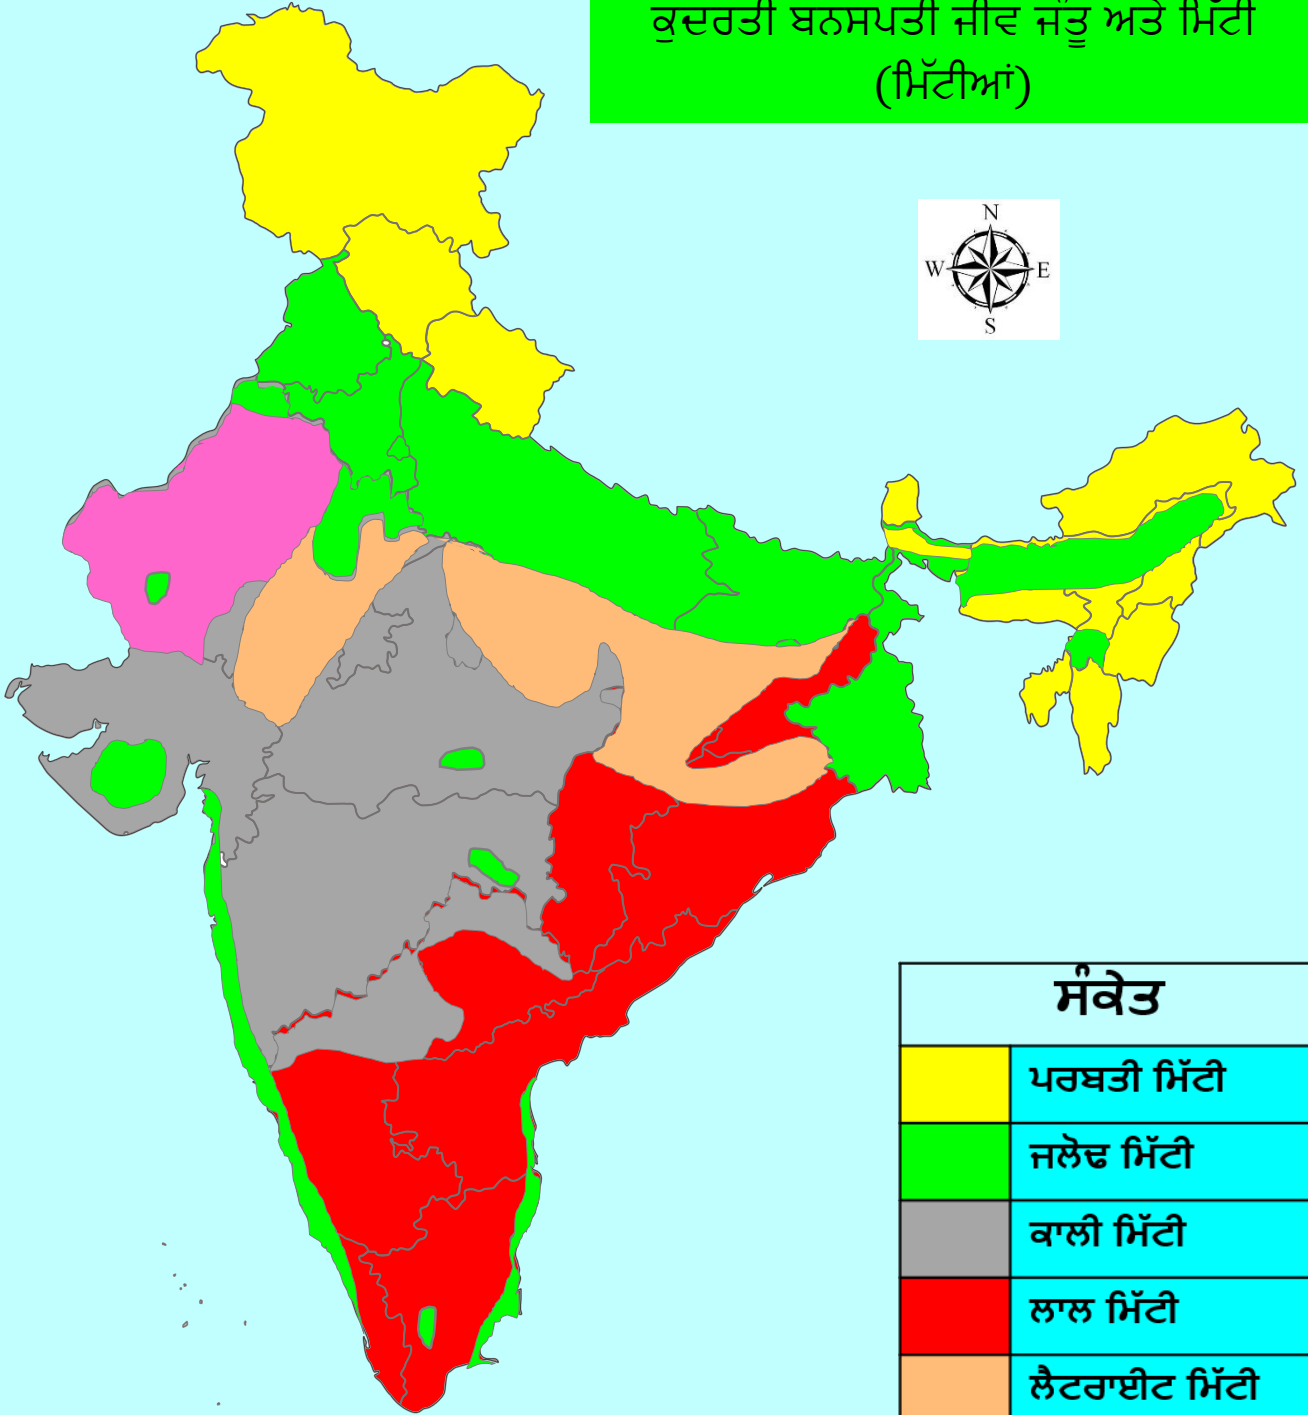 ਕੁਦਰਤੀ ਬਨਸਪਤੀ ਜੀਵ ਜੰਤੂ ਅਤੇ ਮਿੱਟੀ
(ਮਿੱਟੀਆਂ)
N
W E
S
ਸੰਕੇਤ
ਪਰਬਤੀ ਮਿੱਟੀ
ਜਲੋਢ ਮਿੱਟੀ
ਕਾਲੀ ਮਿੱਟੀ
ਲਾਲ ਮਿੱਟੀ
ਲੈਟਰਾਈਟ ਮਿੱਟੀ